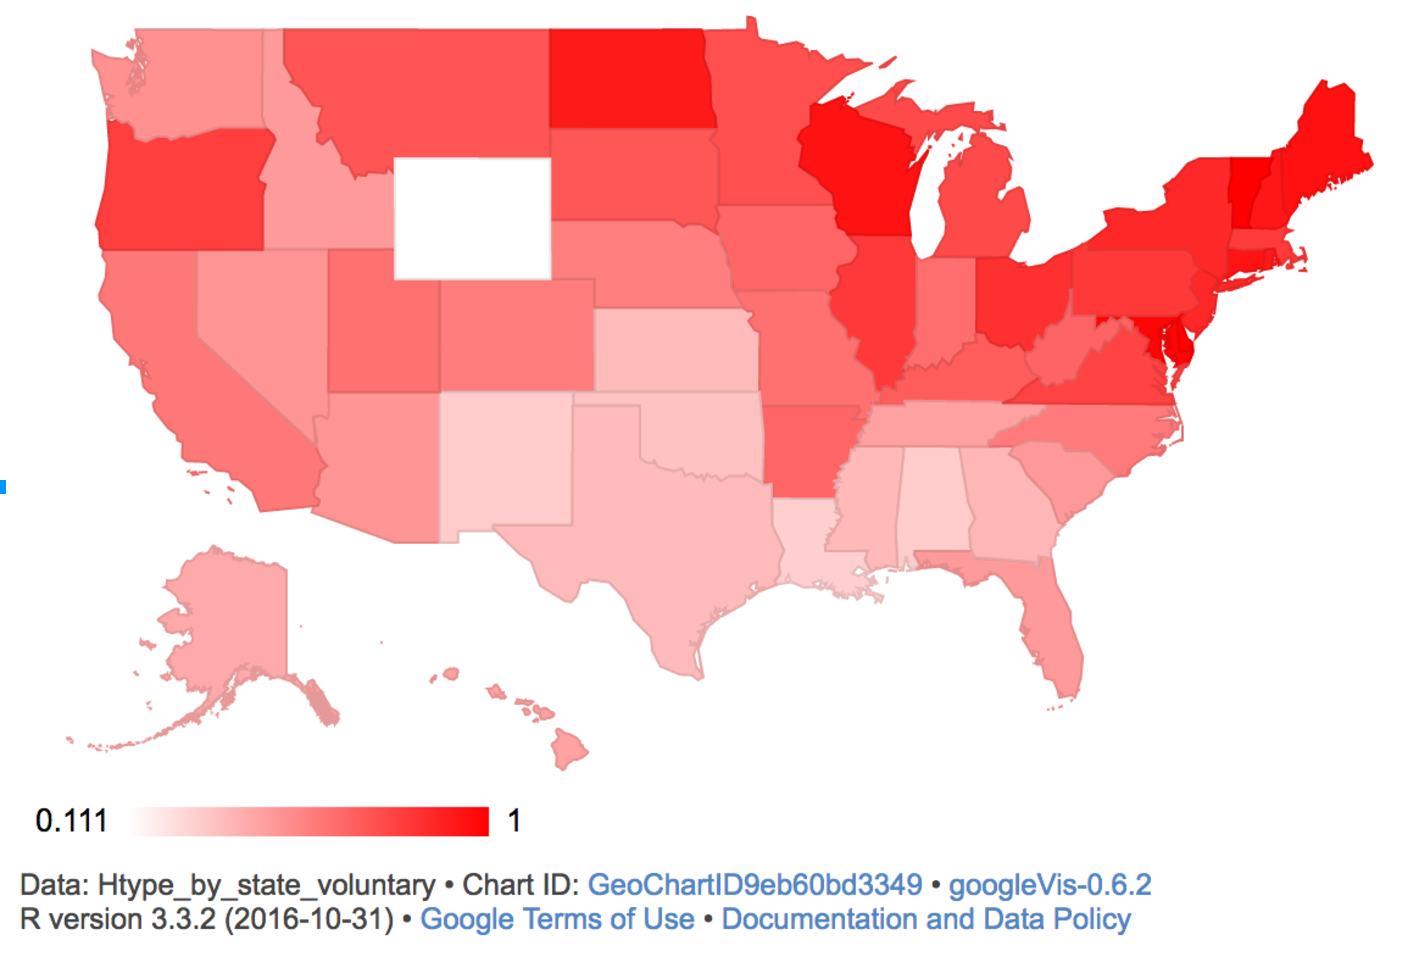 0.111 1
Data: Htype_by_state_voluntary • Chart ID: GeoChartID9eb60bd3349 • googleVis-0.6.2
R version 3.3.2 (2016-10-31) • Google Terms of Use • Documentation and Data Policy